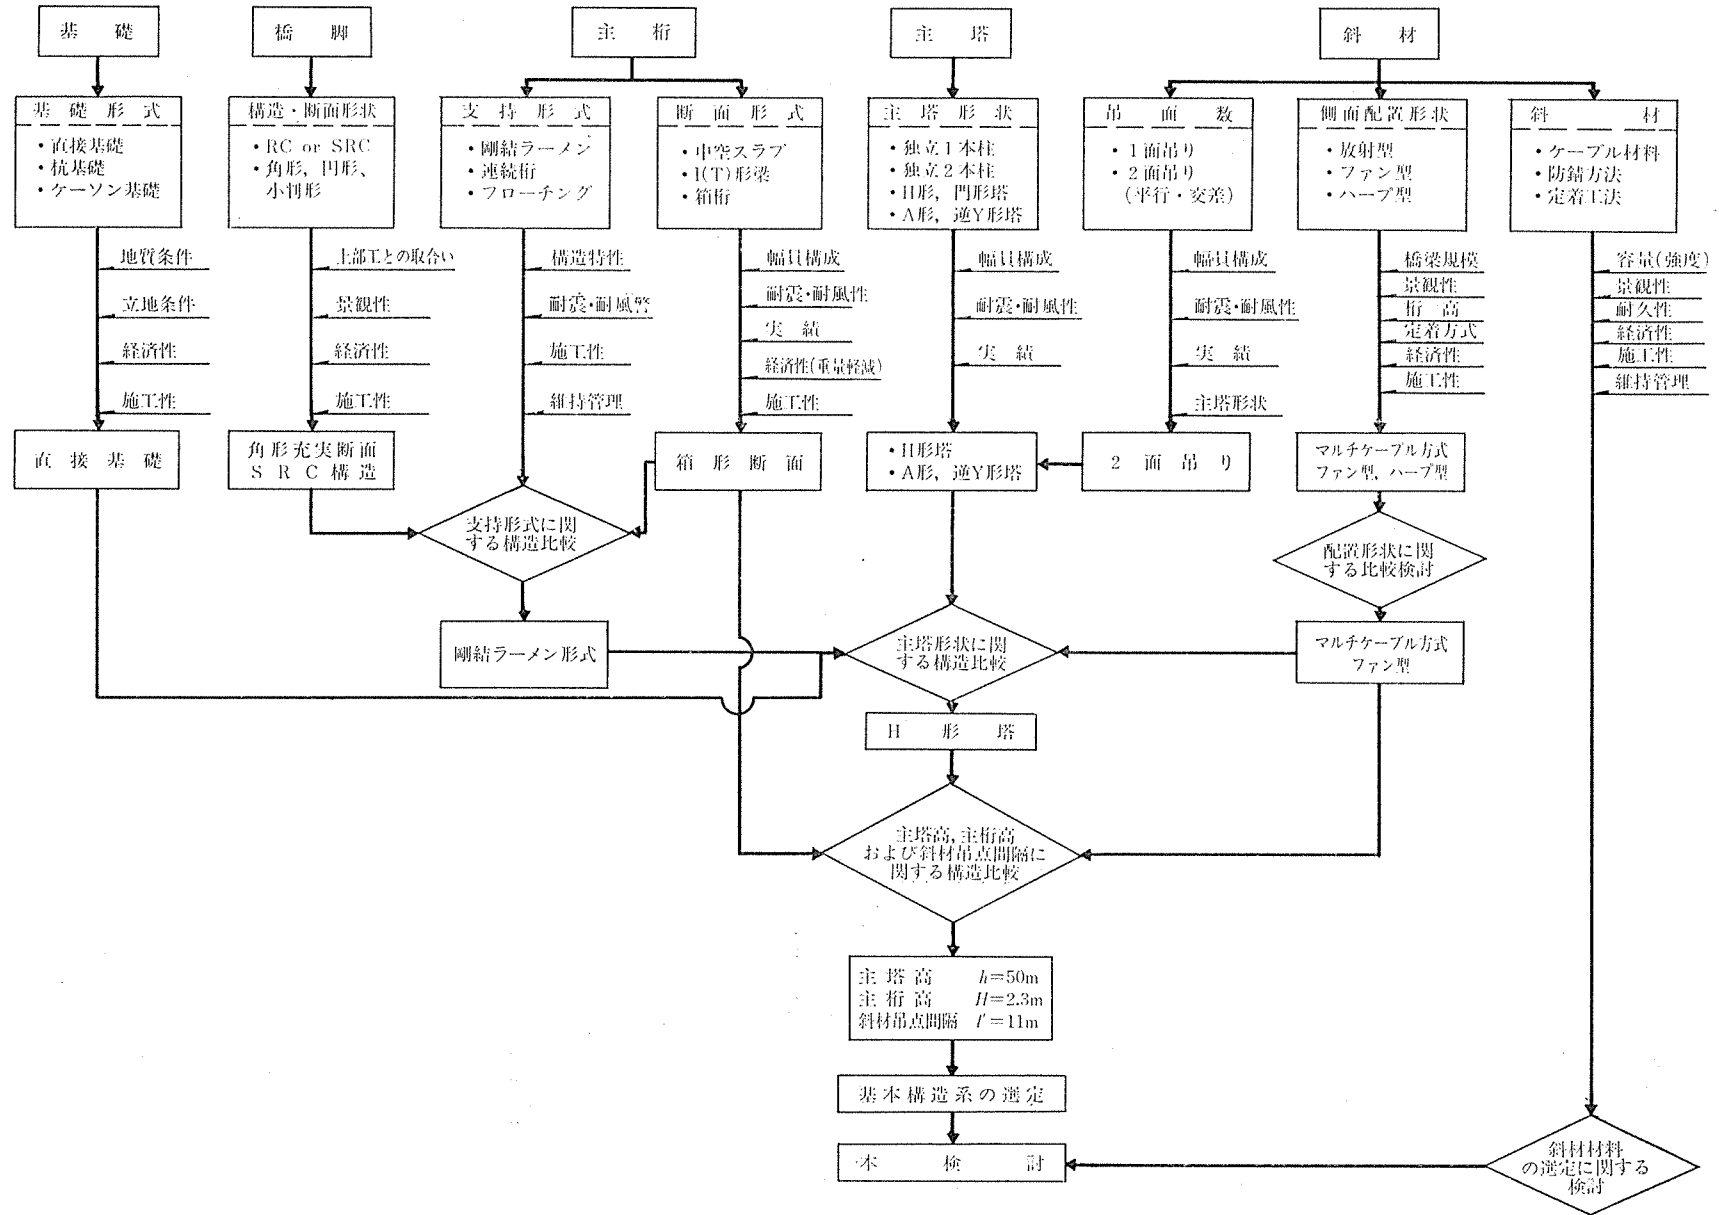 基礎
橋脚
主桁
主塔
斜材
基礎形式
・直接基礎
・杭基礎
・ケーソン基礎
構造・断面形状
・RC or SRC
・角形, 円形、
小判形
支持形式
・剛結ラーメン
・連続桁
・フローチング
断面形式
・中空スラブ
・I(T)形梁
・箱桁
主塔形状
・独立1本柱
・独立2本柱
・H形, 門形塔
・A形, 逆Y形塔
吊面数
・1面吊り
・2面吊り
(平行・交差)
側面配置形状
・放射型
・ファン型
・ハープ型
斜材
・ケーブル材料
・防錆方法
・定着工法
地質条件
立地条件
経済性
施工性
上部工との取合い
景観性
経済性
施工性
構造特性
耐震・耐風性
施工性
維持管理
幅員構成
耐震・耐風性
実績
経済性(重量軽減)
施工性
幅員構成
耐震・耐風性
実績
幅員構成
耐震・耐風性
実績
主塔形状
橋梁規模
景観性
桁高
定着方式
経済性
施工性
容量(強度)
景観性
耐久性
経済性
施工性
維持管理
直接基礎
角形充実断面
SRC構造
箱形断面
・H形塔
・A形, 逆Y形塔
2面吊り
マルチケーブル方式
ファン型, ハープ型
支持形式に関
する構造比較
配置形状に関
する比較検討
剛結ラーメン形式
主塔形状に関
する構造比較
マルチケーブル方式
ファン型
H形塔
主塔高, 主桁高
および斜材吊点間隔に
関する構造比較
主塔高 h=50m
主桁高 H=2.3m
斜材吊点間隔 l=11m
基本構造系の選定
本検討
斜材材料
の選定に関する
検討